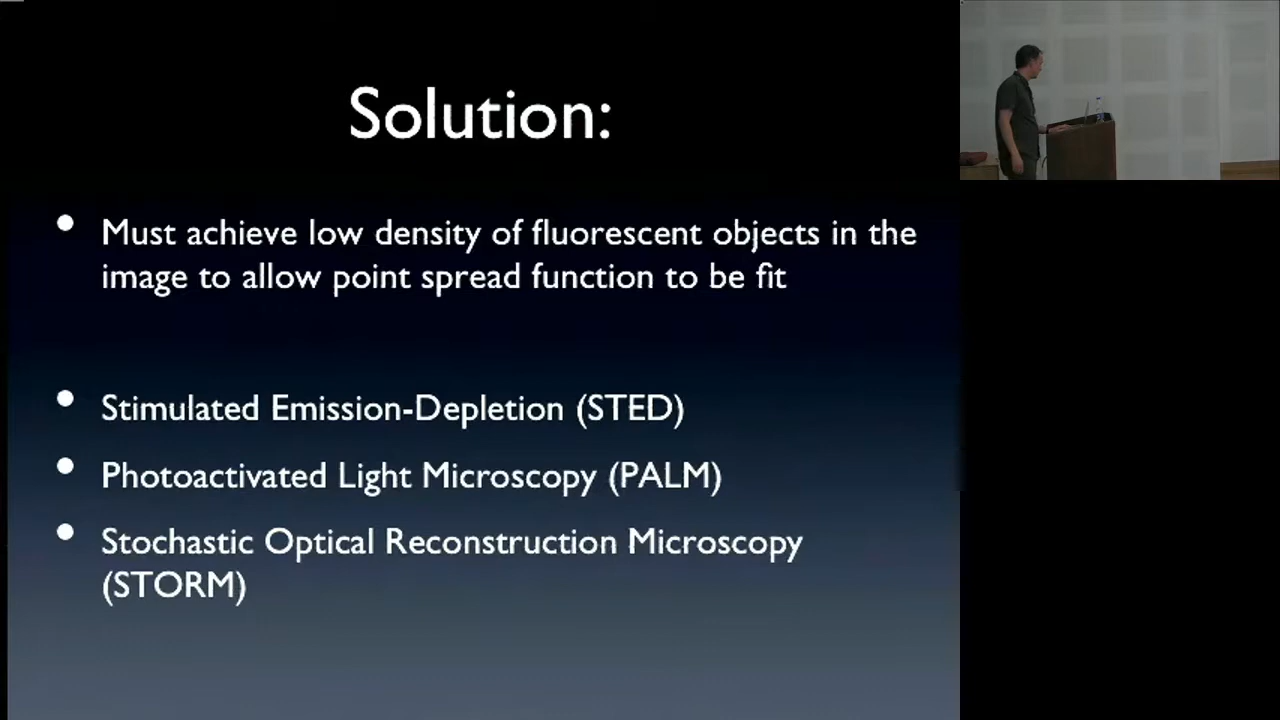 Solution:
• Must achieve low density of fluorescent objects in the
image to allow point spread function to be fit
• Stimulated Emission-Depletion (STED)
• Photoactivated Light Microscopy (PALM)
• Stochastic Optical Reconstruction Microscopy
(STORM)